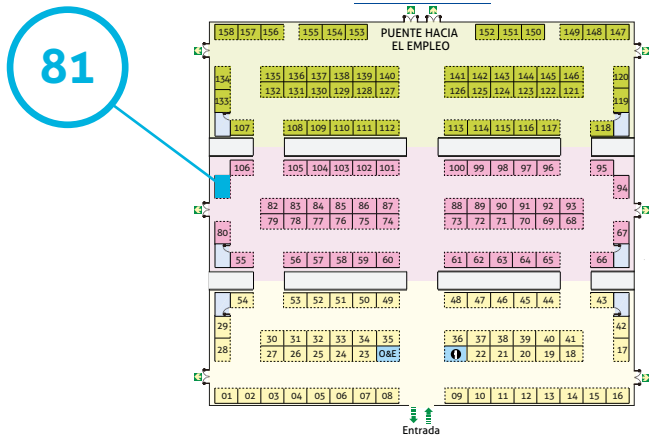 81
158 157 156 155 154 153 PUENTE HACIA 152 151 150 149 148 147
EL EMPLEO
134 135 136 137 138 139 140 141 142 143 144 145 146 120
133 132 131 130 129 128 127 126 125 124 123 122 121 119
107 108 109 110 111 112 113 114 115 116 117 118
106 105 104 103 102 101 100 99 98 97 96 95
94
82 83 84 85 86 87 88 89 90 91 92 93
80 79 78 77 76 75 74 73 72 71 70 69 68 67
55 56 57 58 59 60 61 62 63 64 65 66
54 53 52 51 50 49 48 47 46 45 44 43
29 30 31 32 33 34 35 36 37 38 39 40 41 42
28 27 26 25 24 23 O&E 22 21 20 19 18 17
01 02 03 04 05 06 07 08 09 10 11 12 13 14 15 16
Entrada